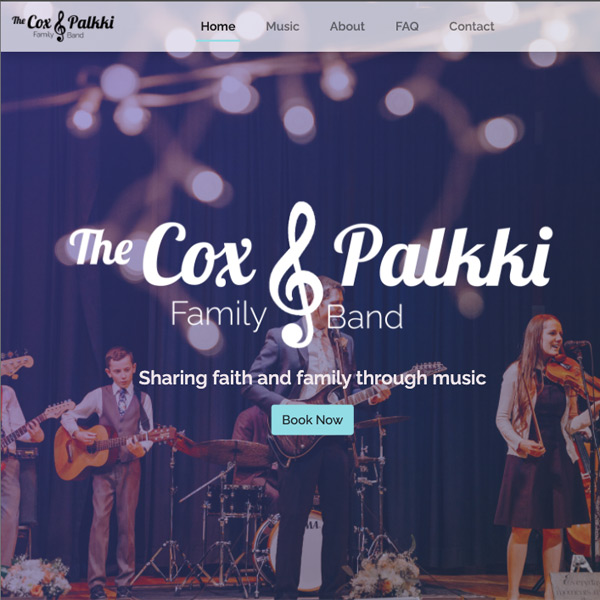 The Cox & Palkki
Family Band
Home Music About FAQ Contact
The Cox & Palkki
Family Band
Sharing faith and family through music
Book Now